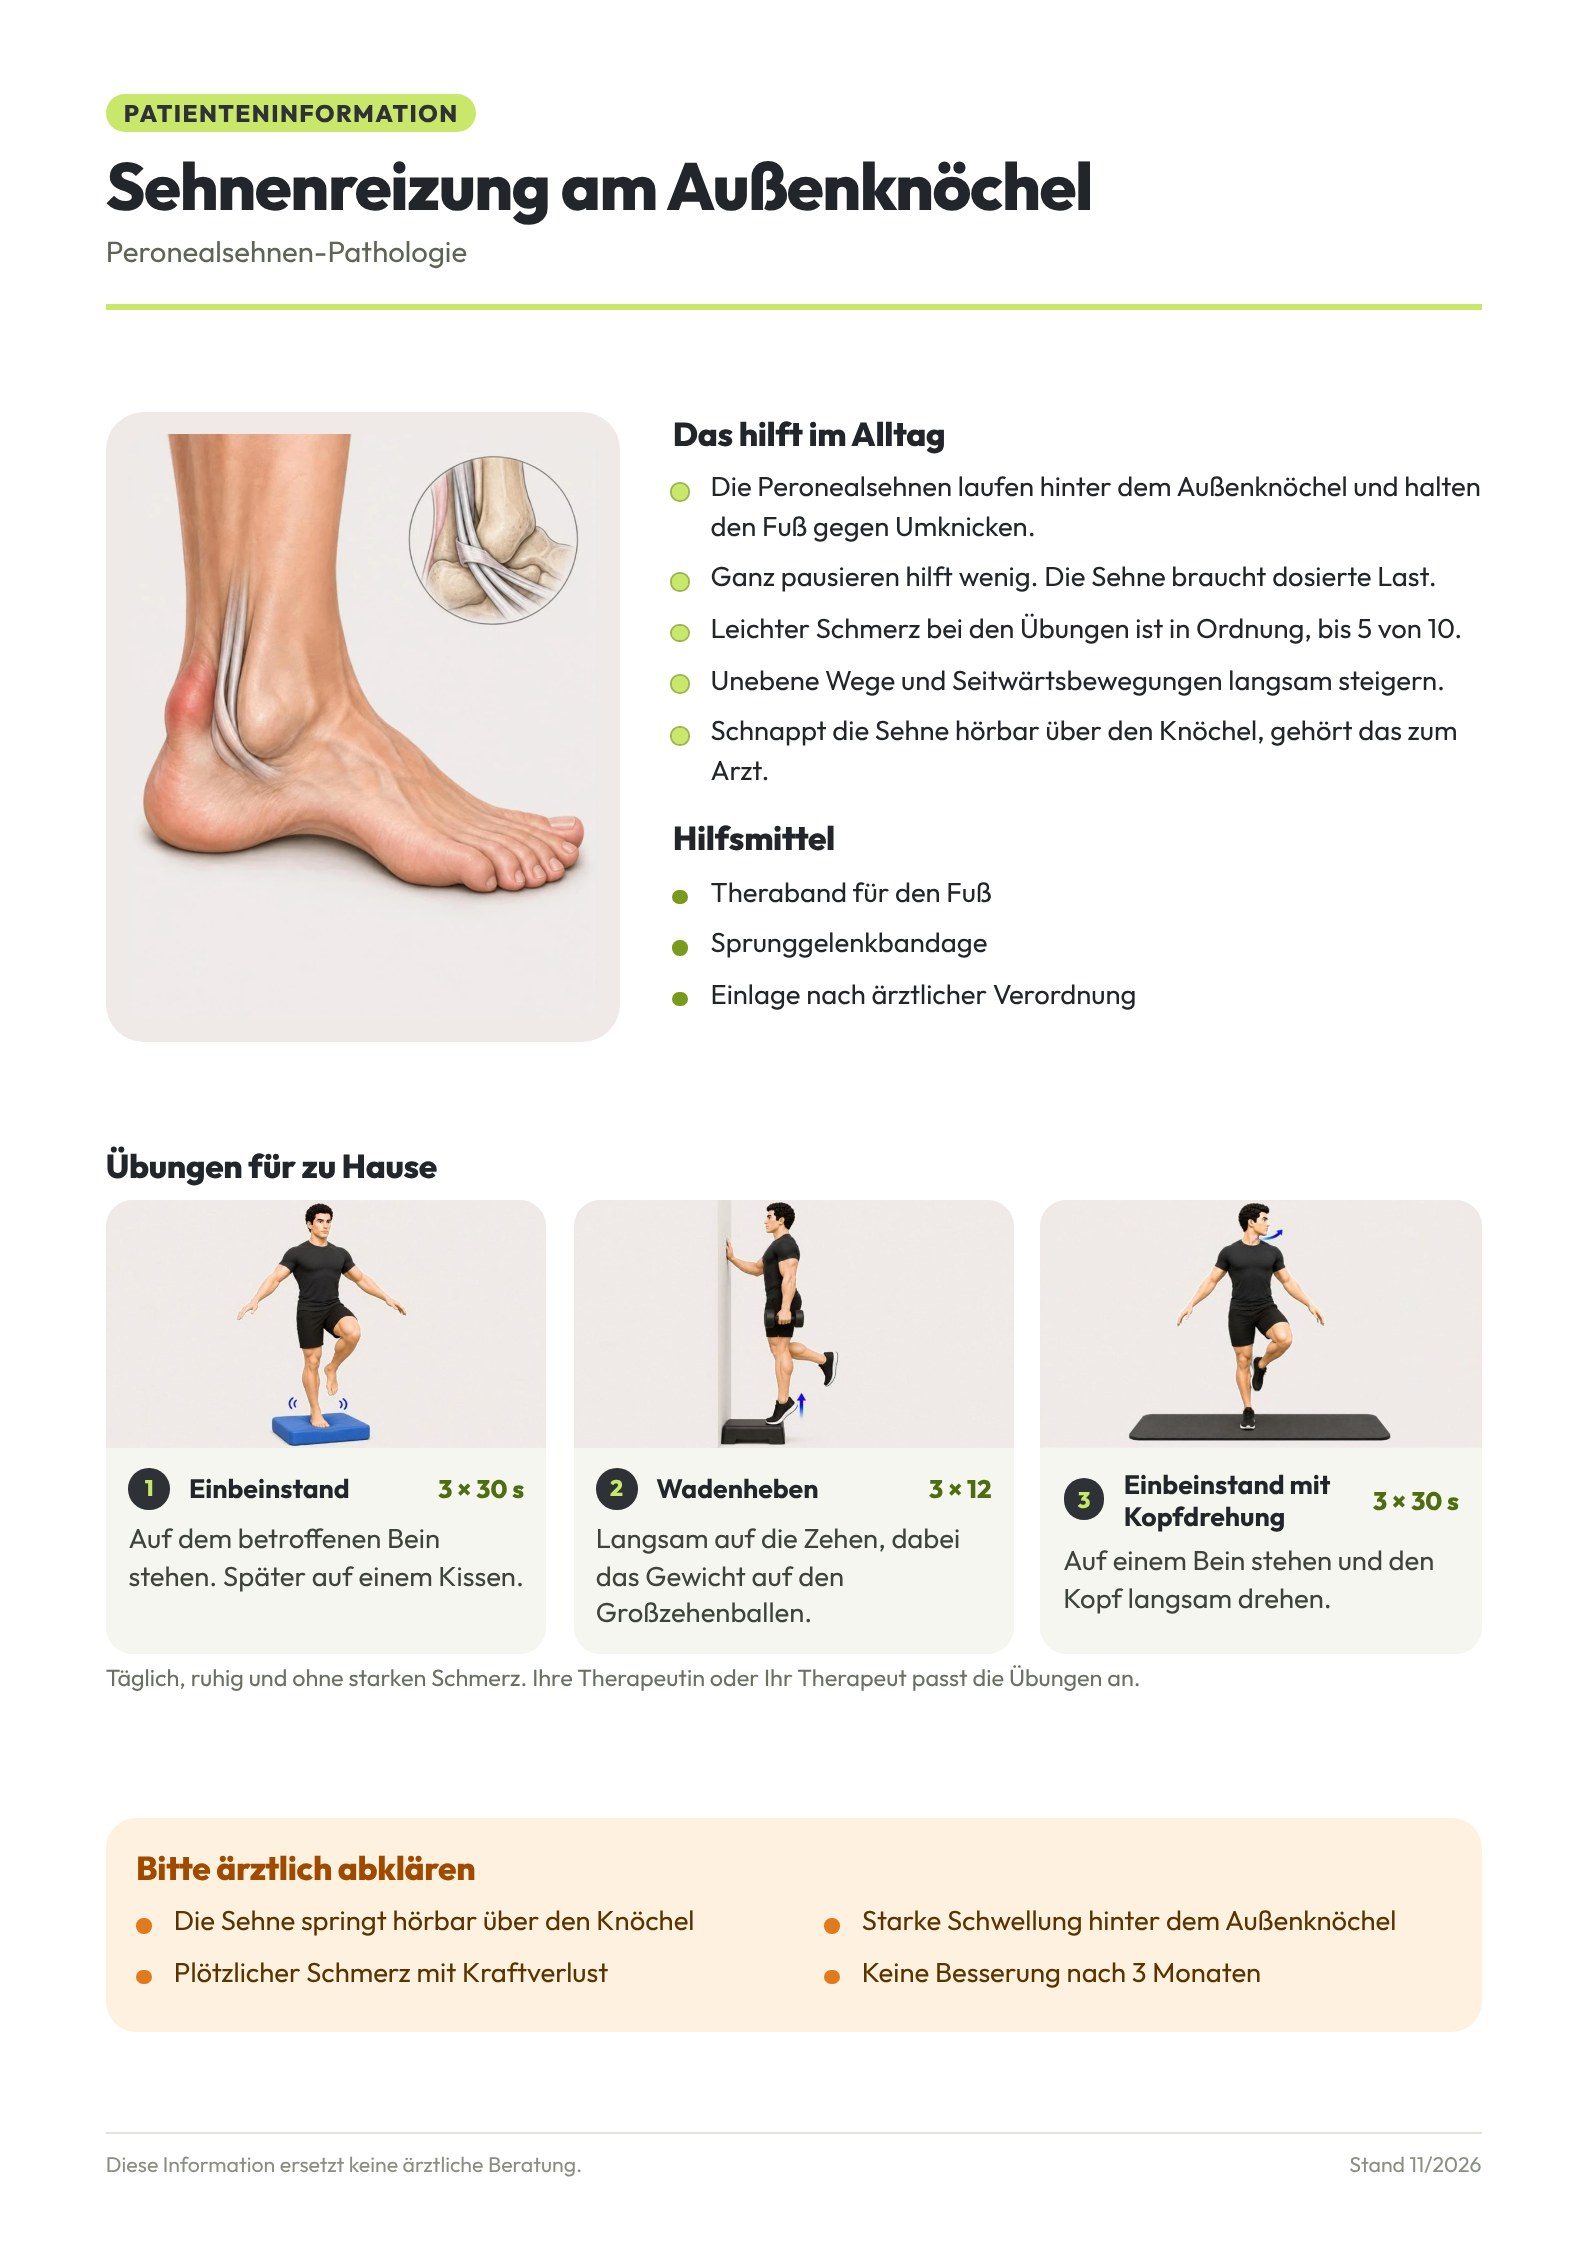 PATIENTENINFORMATION
Sehnenreizung am Außenknöchel
Peronealsehnen-Pathologie
Das hilft im Alltag
Die Peronealsehnen laufen hinter dem Außenknöchel und halten
den Fuß gegen Umknicken.
Ganz pausieren hilft wenig. Die Sehne braucht dosierte Last.
Leichter Schmerz bei den Übungen ist in Ordnung, bis 5 von 10.
Unebene Wege und Seitwärtsbewegungen langsam steigern.
Schnappt die Sehne hörbar über den Knöchel, gehört das zum
Arzt.
Hilfsmittel
Theraband für den Fuß
Sprunggelenkbandage
Einlage nach ärztlicher Verordnung
Übungen für zu Hause
1 Einbeinstand 3 × 30 s
Auf dem betroffenen Bein
stehen. Später auf einem Kissen.
2 Wadenheben 3 × 12
Langsam auf die Zehen, dabei
das Gewicht auf den
Großzehenballen.
3 Einbeinstand mit
Kopfdrehung 3 × 30 s
Auf einem Bein stehen und den
Kopf langsam drehen.
Täglich, ruhig und ohne starken Schmerz. Ihre Therapeutin oder Ihr Therapeut passt die Übungen an.
Bitte ärztlich abklären
Die Sehne springt hörbar über den Knöchel
Plötzlicher Schmerz mit Kraftverlust
Starke Schwellung hinter dem Außenknöchel
Keine Besserung nach 3 Monaten
Diese Information ersetzt keine ärztliche Beratung.
Stand 11/2026